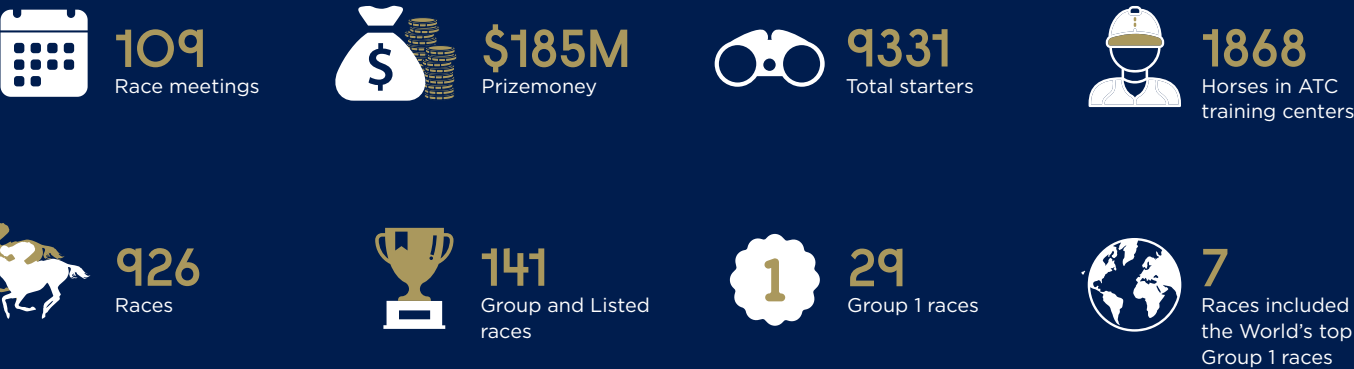 109
Race meetings
$185M
Prizemoney
$
9331
Total starters
1868
Horses in ATC
training centers
926
Races
141
Group and Listed
races
1
29
Group 1 races
7
Races included
the World's top
Group 1 races